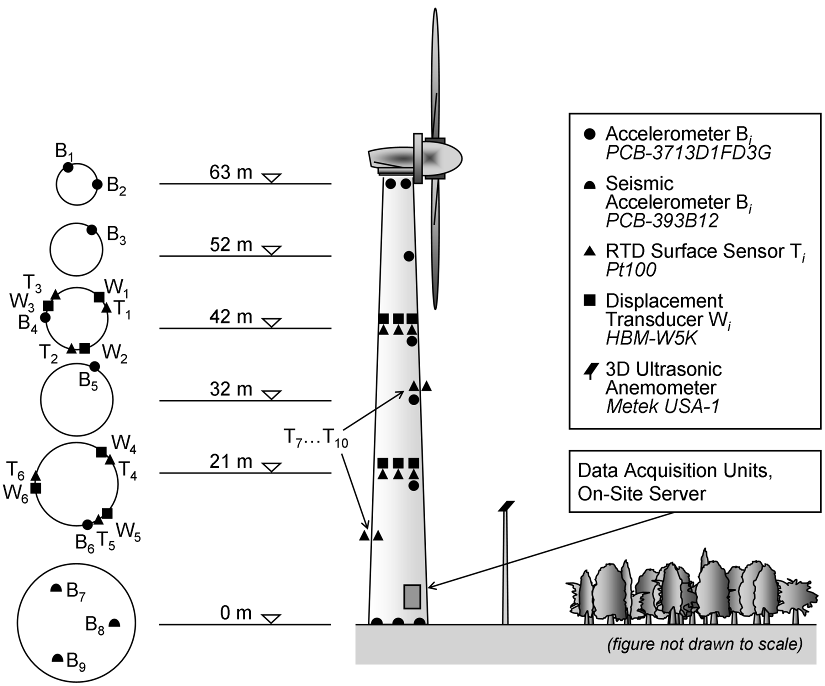 B1
B2
63 m
B3
52 m
T3
W1
W3
T1
B4
T2
W2
42 m
B5
32 m
T7...T10
W4
T6
T4
W6
W5
B6
T5
21 m
B7
B8
B9
0 m
Accelerometer Bi
PCB-3713D1FD3G
Seismic
Accelerometer Bi
PCB-393B12
RTD Surface Sensor Ti
Pt100
Displacement
Transducer Wi
HBM-W5K
3D Ultrasonic
Anemometer
Metek USA-1
Data Acquisition Units,
On-Site Server
(figure not drawn to scale)